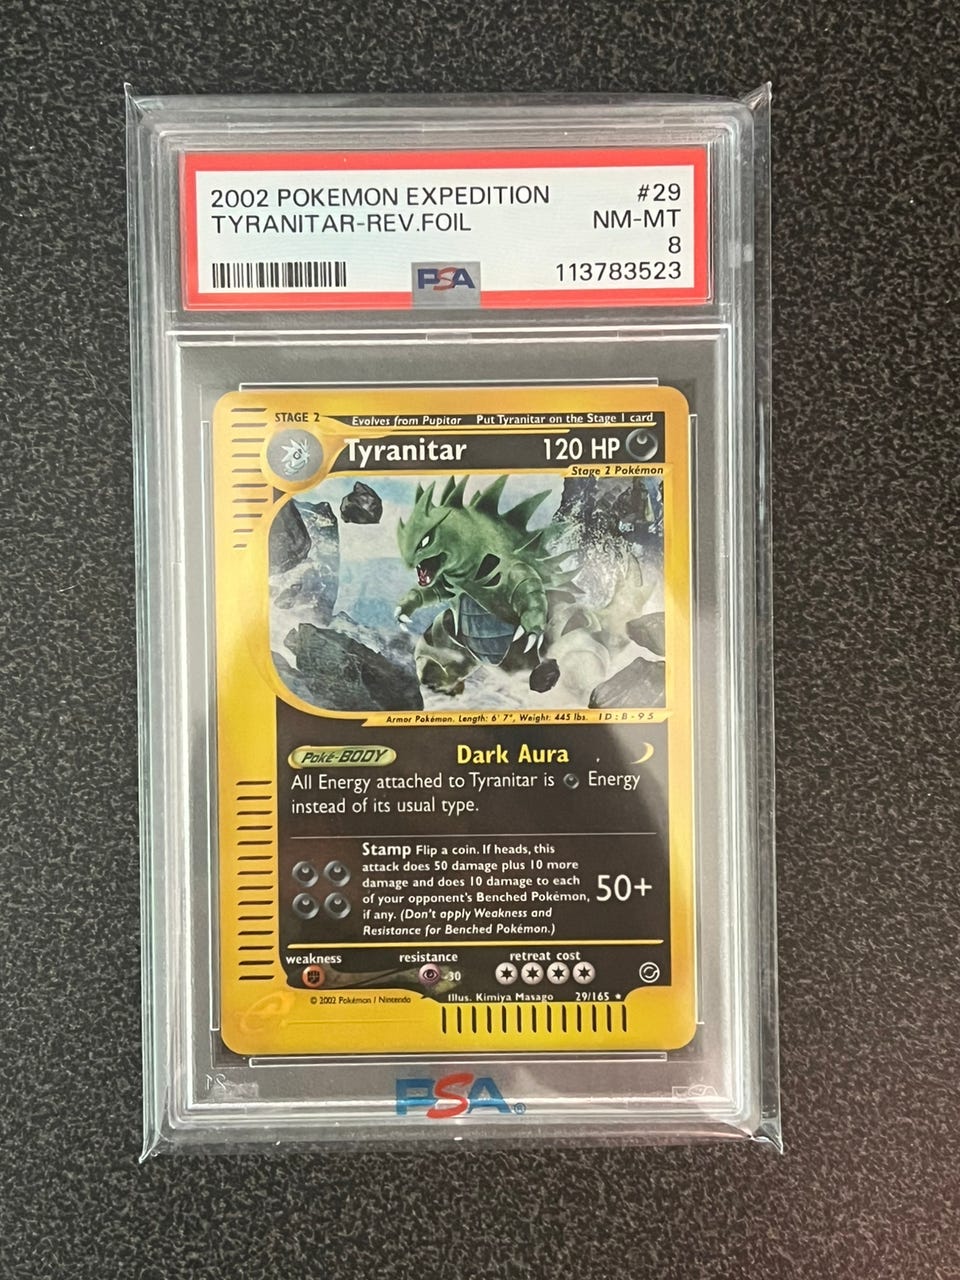 2002 POKEMON EXPEDITION #29
TYRANITAR-REV.FOIL NM-MT
8
PSA 113783523
STAGE 2 Evolves from Pupitar Put Tyranitar on the Stage 1 card
Tyranitar 120 HP
Stage 2 Pokémon
Armor Pokémon. Length: 6' 7", Weight: 445 lbs. ID:B-95
Poké-BODY Dark Aura
All Energy attached to Tyranitar is Energy
instead of its usual type.
Stamp Flip a coin. If heads, this
attack does 50 damage plus 10 more
damage and does 10 damage to each
of your opponent's Benched Pokémon, 50+
if any. (Don't apply Weakness and
Resistance for Benched Pokémon.)
weakness resistance retreat cost
-30
© 2002 Pokémon / Nintendo Illus. Kimiya Masago 29/165 ★
PSA®